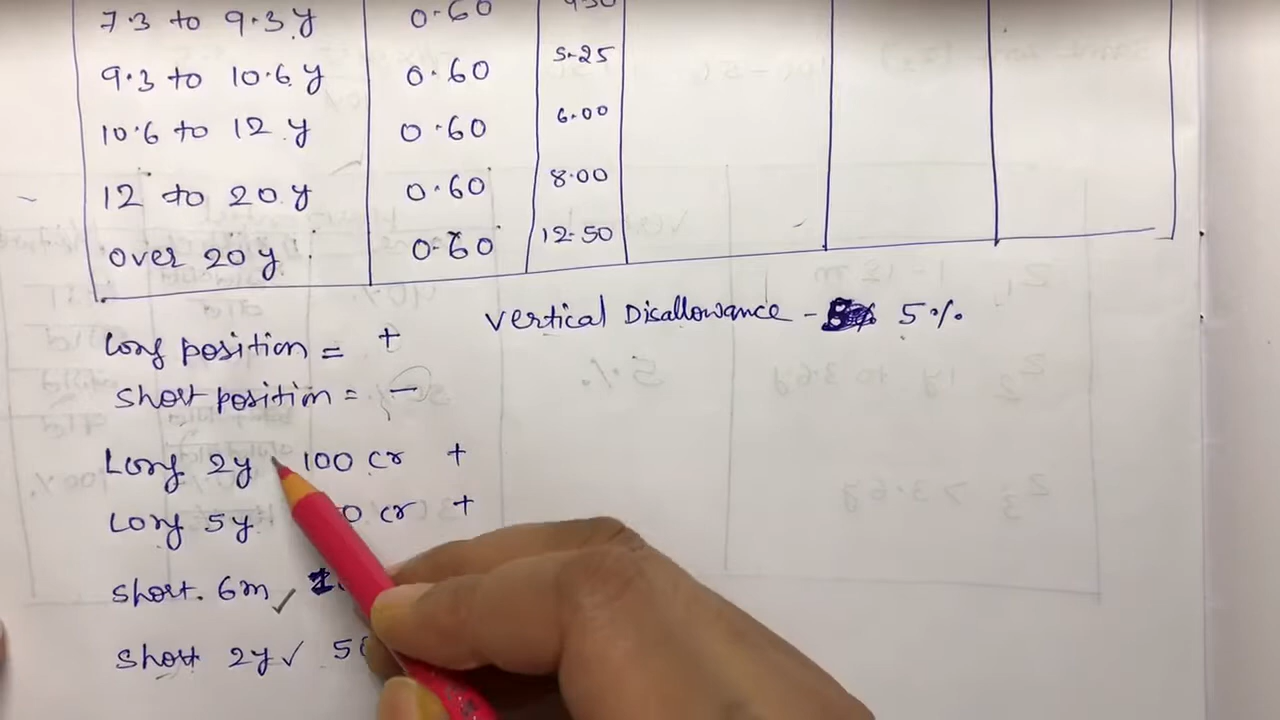 7.3 to 9.3 y 0.60
9.3 to 10.6 y 0.60 5.25
10.6 to 12 y 0.60 6.00
12 to 20 y 0.60 8.00
over 20 y 0.60 12.50
Vertical Disallowance - 5%
Long position = +
Short position = -
Long 2y 100 cr +
Long 5y cr +
Short. 6m
Short 2y